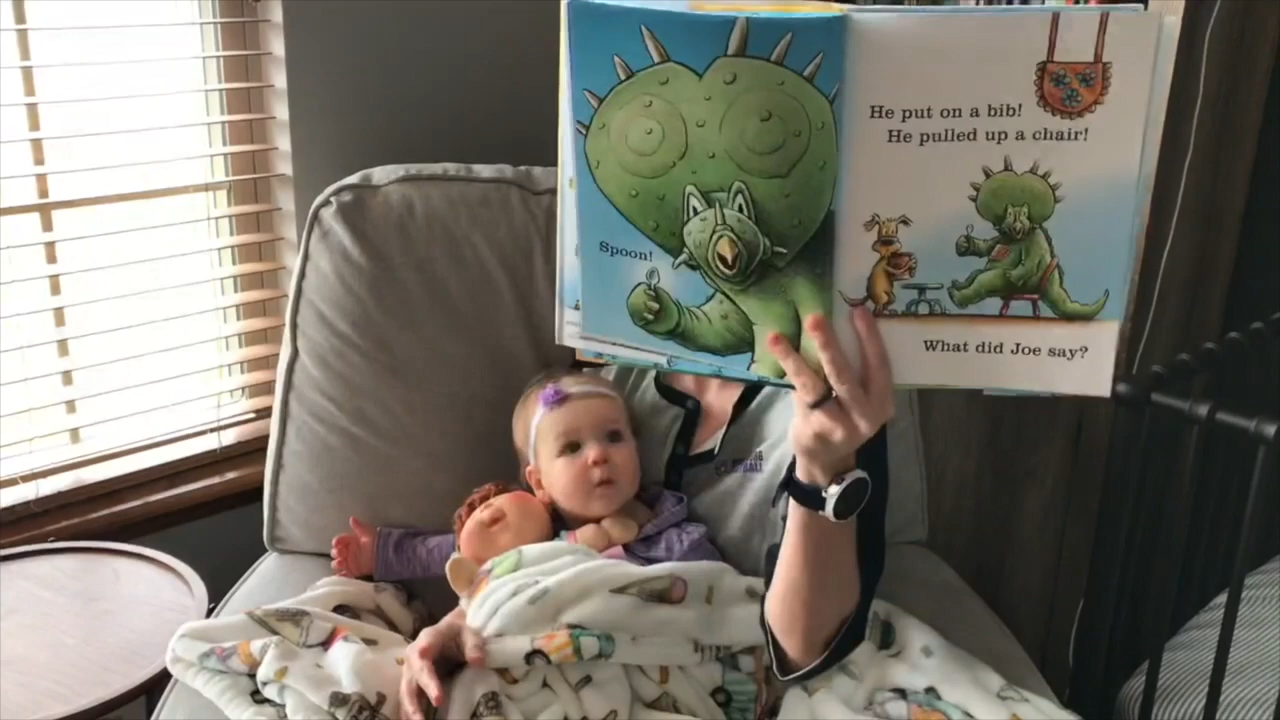 Spoon!
He put on a bib!
He pulled up a chair!
What did Joe say?